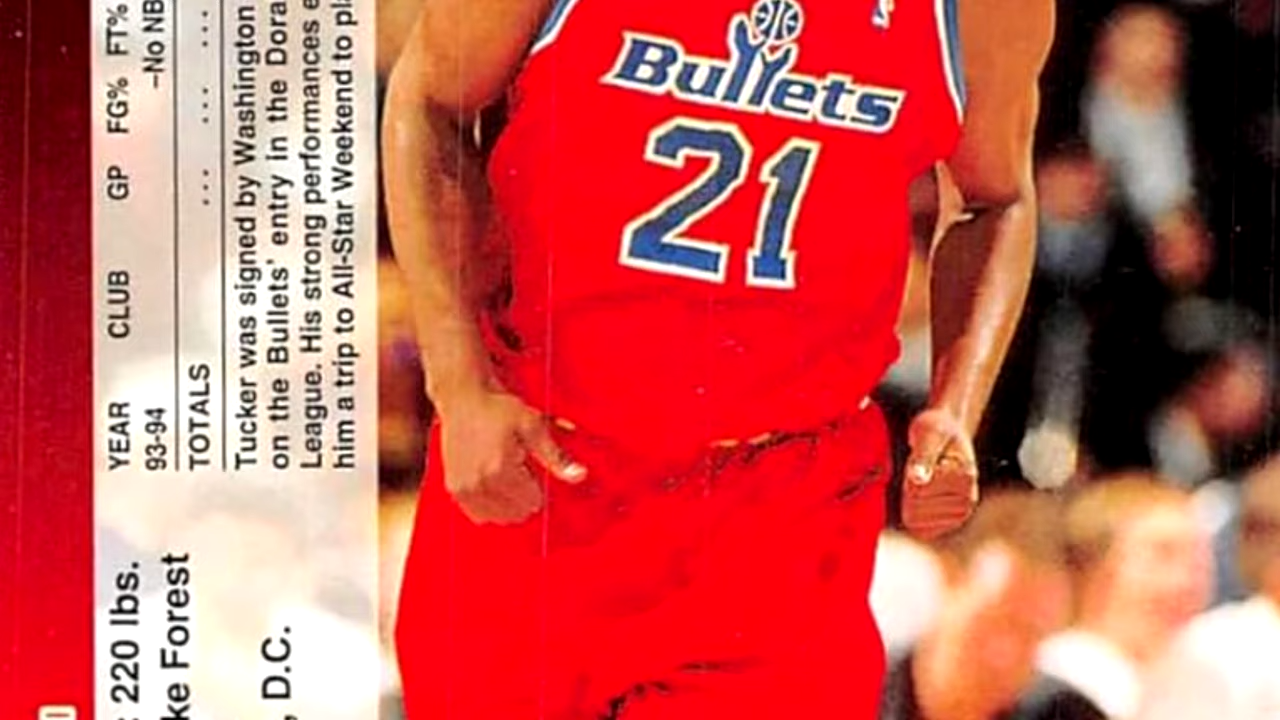 Bullets
21
: 220 lbs.
ke Forest
, D.C.
YEAR CLUB GP FG% FT%
93-94 –No NB
TOTALS ... ... ...
Tucker was signed by Washington
on the Bullets' entry in the Dora
League. His strong performances e
him a trip to All-Star Weekend to pl